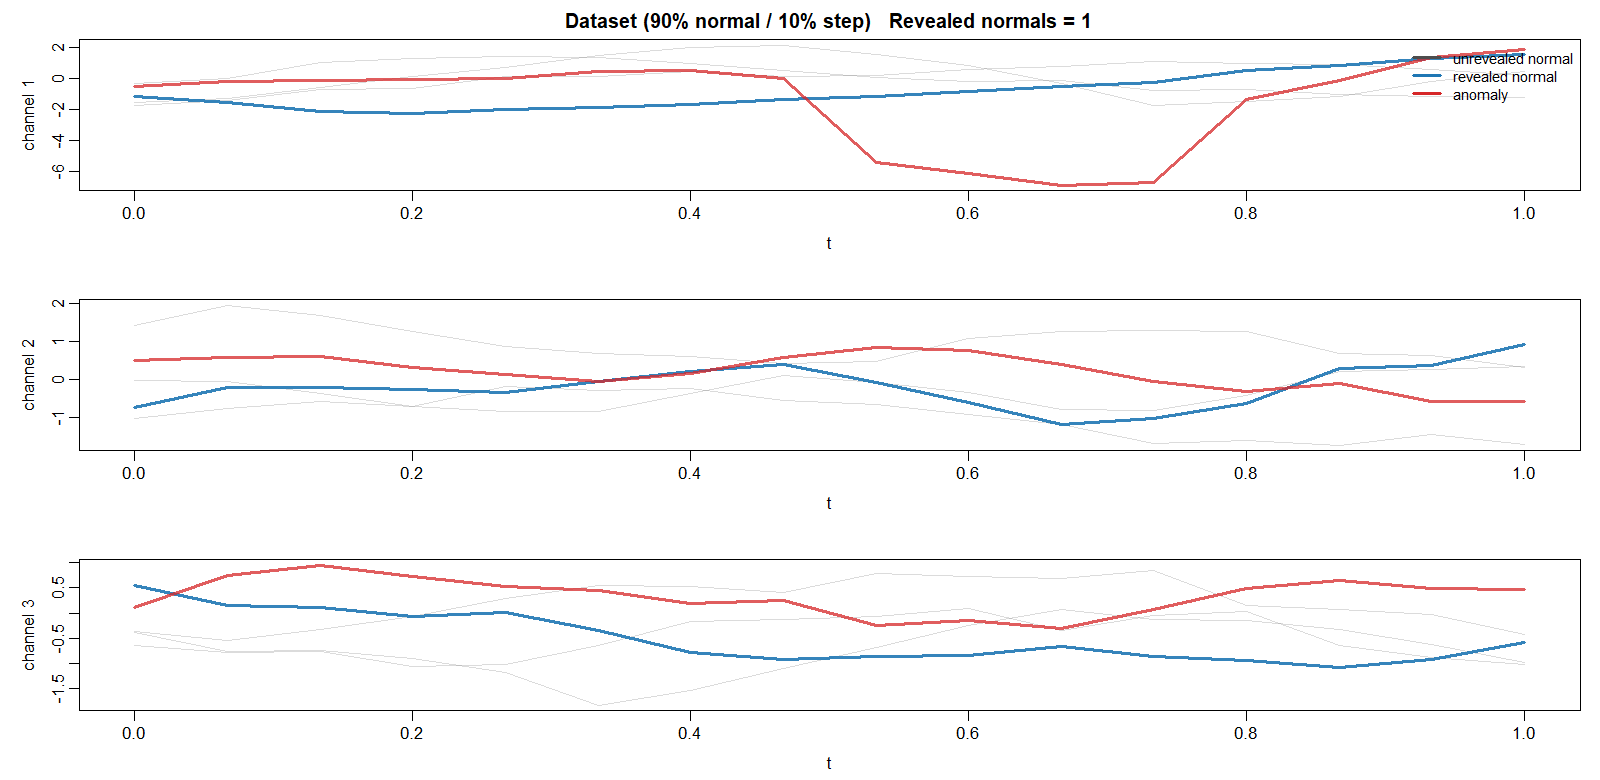 Dataset (90% normal / 10% step)   Revealed normals = 1
channel 1
2
0
-2
-4
-6
unrevealed normal
revealed normal
anomaly
0.0 0.2 0.4 0.6 0.8 1.0
t
channel 2
2
1
0
-1
0.0 0.2 0.4 0.6 0.8 1.0
t
channel 3
0.5
-0.5
-1.5
0.0 0.2 0.4 0.6 0.8 1.0
t